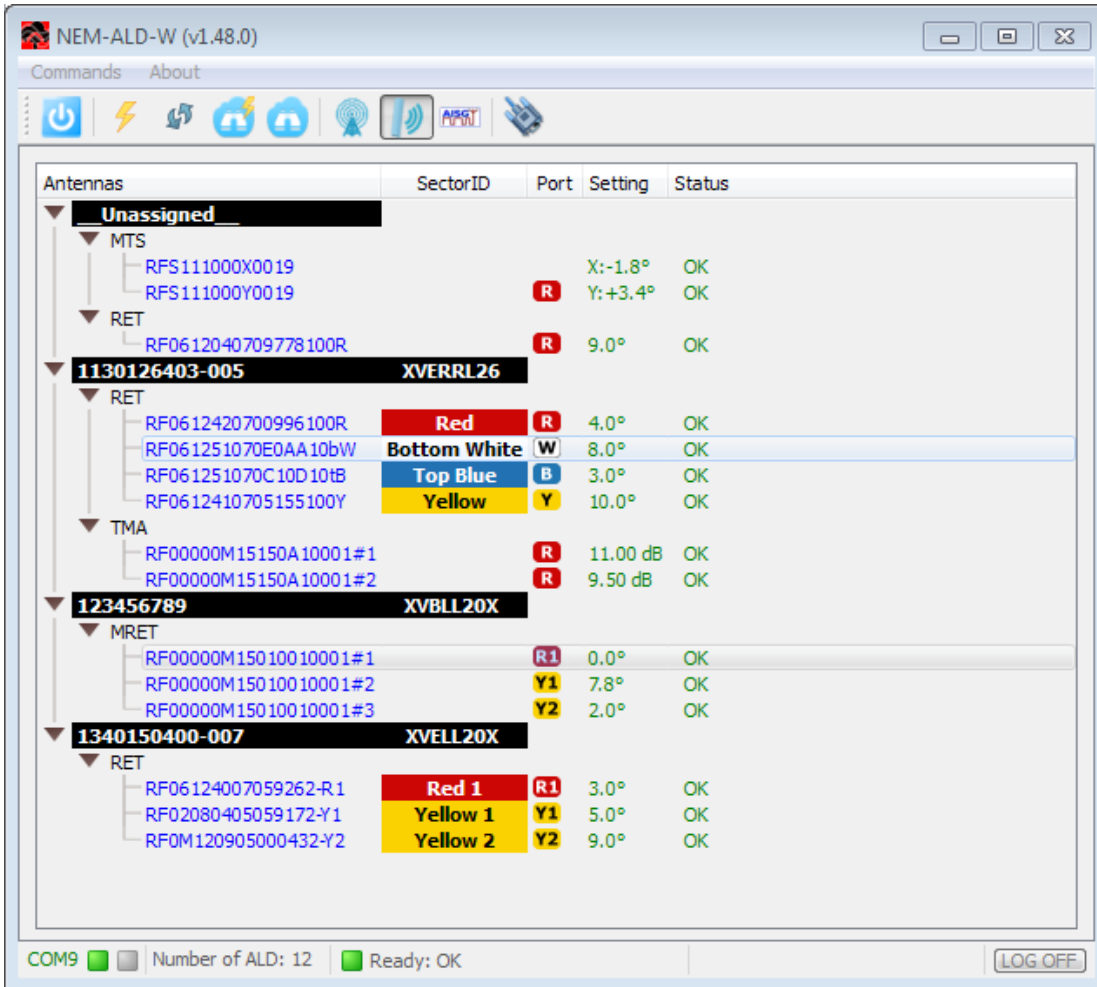 NEM-ALD-W (v1.48.0)
Commands About
AISG
Antennas SectorID Port Setting Status
__Unassigned__
MTS
RFS111000X0019 X:-1.8° OK
RFS111000Y0019 R Y:+3.4° OK
RET
RF0612040709778100R R 9.0° OK
1130126403-005 XVERRL26
RET
RF0612420700996100R Red R 4.0° OK
RF061251070E0AA10bW Bottom White W 8.0° OK
RF061251070C10D10tB Top Blue B 3.0° OK
RF0612410705155100Y Yellow Y 10.0° OK
TMA
RF00000M15150A10001#1 R 11.00 dB OK
RF00000M15150A10001#2 R 9.50 dB OK
123456789 XVBLL20X
MRET
RF00000M15010010001#1 R1 0.0° OK
RF00000M15010010001#2 Y1 7.8° OK
RF00000M15010010001#3 Y2 2.0° OK
1340150400-007 XVELL20X
RET
RF06124007059262-R1 Red 1 R1 3.0° OK
RF02080405059172-Y1 Yellow 1 Y1 5.0° OK
RF0M120905000432-Y2 Yellow 2 Y2 9.0° OK
COM9 Number of ALD: 12 Ready: OK LOG OFF